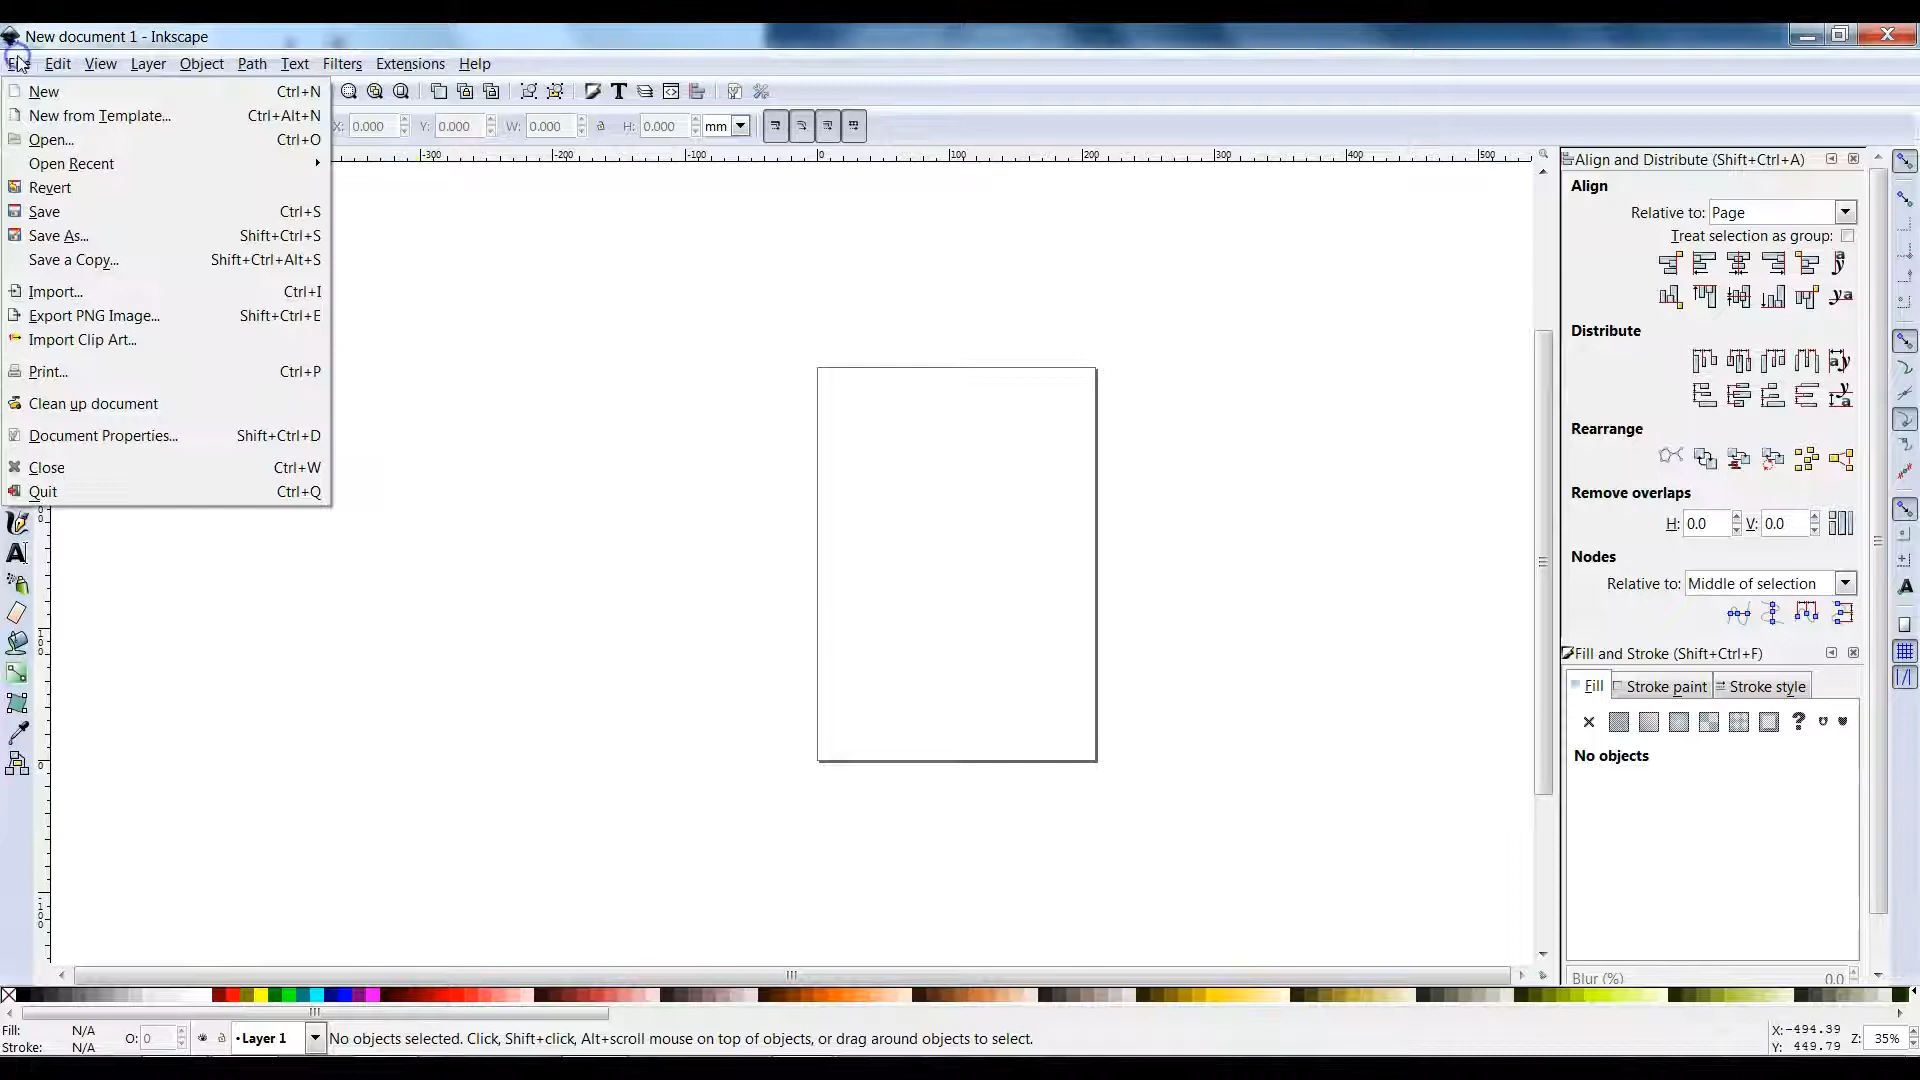 New document 1 - Inkscape
File Edit View Layer Object Path Text Filters Extensions Help
New Ctrl+N
New from Template... Ctrl+Alt+N
Open... Ctrl+O
Open Recent
Revert
Save Ctrl+S
Save As... Shift+Ctrl+S
Save a Copy... Shift+Ctrl+Alt+S
Import... Ctrl+I
Export PNG Image... Shift+Ctrl+E
Import Clip Art...
Print... Ctrl+P
Clean up document
Document Properties... Shift+Ctrl+D
Close Ctrl+W
Quit Ctrl+Q
X: 0.000 Y: 0.000 W: 0.000 H: 0.000 mm
-300 -200 -100 0 100 200 300 400 500
Align and Distribute (Shift+Ctrl+A)
Align
Relative to: Page
Treat selection as group:
Distribute
Rearrange
Remove overlaps
H: 0.0 V: 0.0
Nodes
Relative to: Middle of selection
Fill and Stroke (Shift+Ctrl+F)
Fill Stroke paint Stroke style
No objects
Blur (%) 0.0
Fill: N/A
Stroke: N/A
O: 0
Layer 1
No objects selected. Click, Shift+click, Alt+scroll mouse on top of objects, or drag around objects to select.
X: -494.39
Y: 449.79
Z: 35%